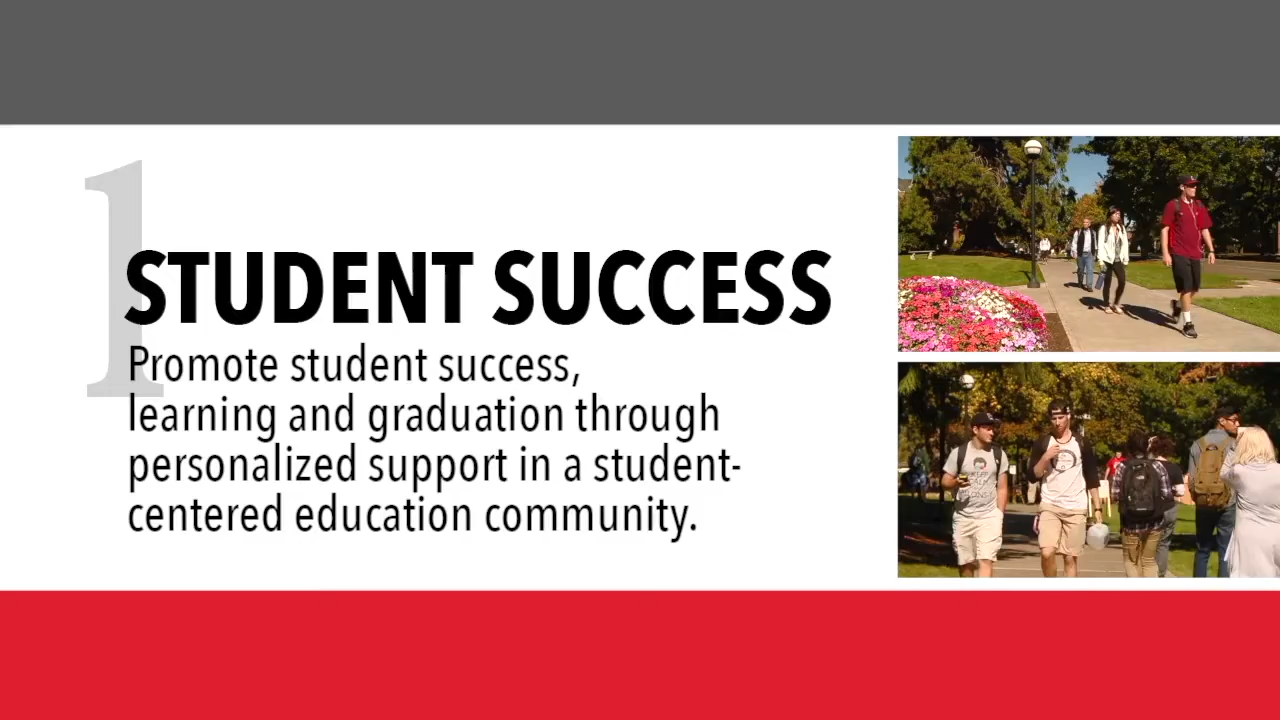 1
STUDENT SUCCESS
Promote student success,
learning and graduation through
personalized support in a student-
centered education community.